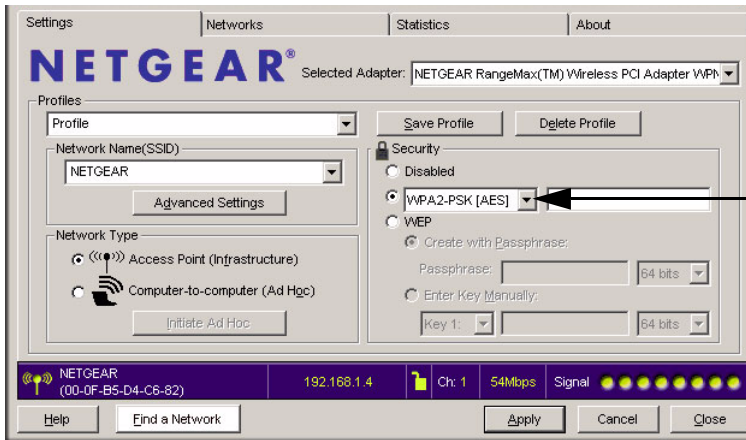 Settings
Networks
Statistics
About
NETGEAR®
Selected Adapter: NETGEAR RangeMax(TM) Wireless PCI Adapter WPN
Profiles
Profile
Save Profile
Delete Profile
Network Name(SSID)
NETGEAR
Advanced Settings
Network Type
Access Point (Infrastructure)
Computer-to-computer (Ad Hoc)
Initiate Ad Hoc
Security
Disabled
WPA2-PSK [AES]
WEP
Create with Passphrase:
Passphrase:
64 bits
Enter Key Manually:
Key 1:
64 bits
NETGEAR
(00-0F-B5-D4-C6-82)
192.168.1.4
Ch: 1
54Mbps
Signal
Help
Find a Network
Apply
Cancel
Close